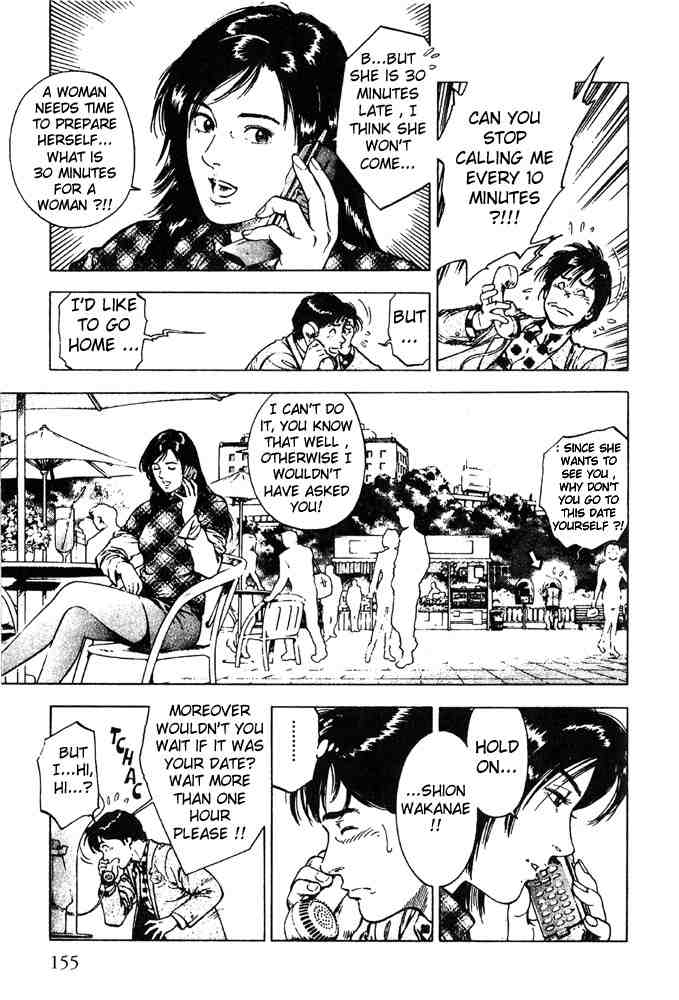 CAN YOU
STOP
CALLING ME
EVERY 10
MINUTES
?!!!
B...BUT
SHE IS 30
MINUTES
LATE , I
THINK SHE
WON'T
COME...
A WOMAN
NEEDS TIME
TO PREPARE
HERSELF...
WHAT IS
30 MINUTES
FOR A
WOMAN ?!!
BUT
...
I'D LIKE
TO GO
HOME ...
: SINCE SHE
WANTS TO
SEE YOU ,
WHY DON'T
YOU GO TO
THIS DATE
YOURSELF ?!
I CAN'T DO
IT, YOU KNOW
THAT WELL ,
OTHERWISE I
WOULDN'T
HAVE ASKED
YOU!
HOLD
ON...
...SHION
WAKANAE
!!
..........
MOREOVER
WOULDN'T YOU
WAIT IF IT WAS
YOUR DATE?
WAIT MORE
THAN ONE
HOUR
PLEASE !!
TCHAC
BUT
I...HI,
HI...?
155